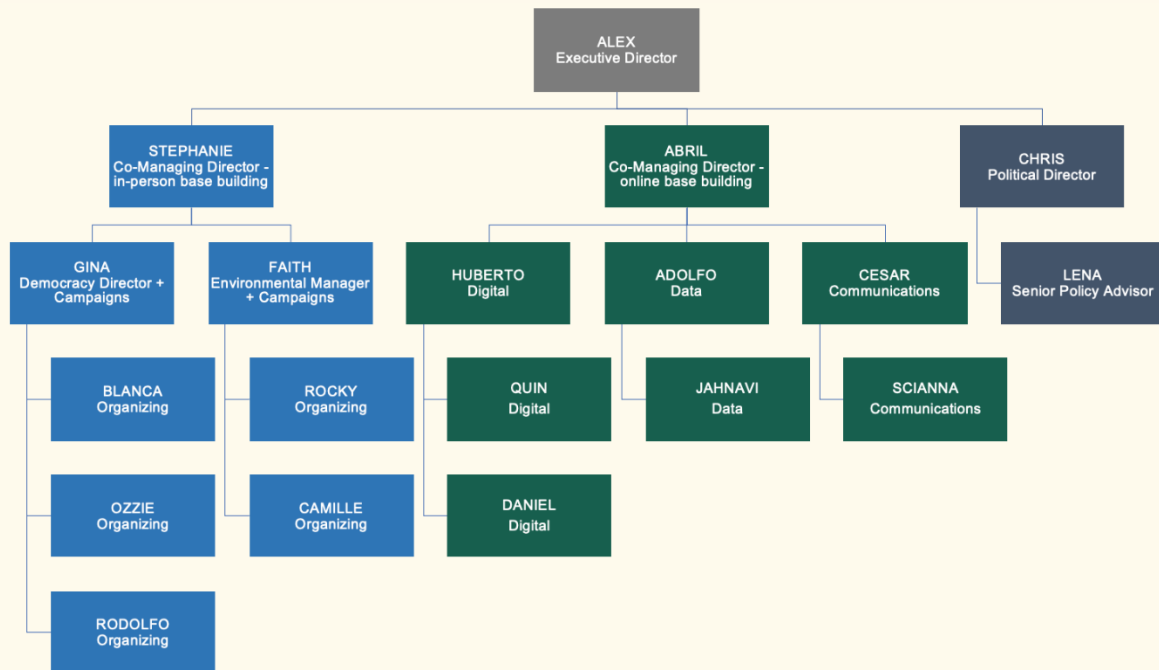 ALEX
Executive Director
STEPHANIE
Co-Managing Director -
in-person base building
ABRIL
Co-Managing Director -
online base building
CHRIS
Political Director
GINA
Democracy Director +
Campaigns
FAITH
Environmental Manager
+ Campaigns
HUBERTO
Digital
ADOLFO
Data
CESAR
Communications
LENA
Senior Policy Advisor
BLANCA
Organizing
ROCKY
Organizing
QUIN
Digital
JAHNAVI
Data
SCIANNA
Communications
OZZIE
Organizing
CAMILLE
Organizing
DANIEL
Digital
RODOLFO
Organizing